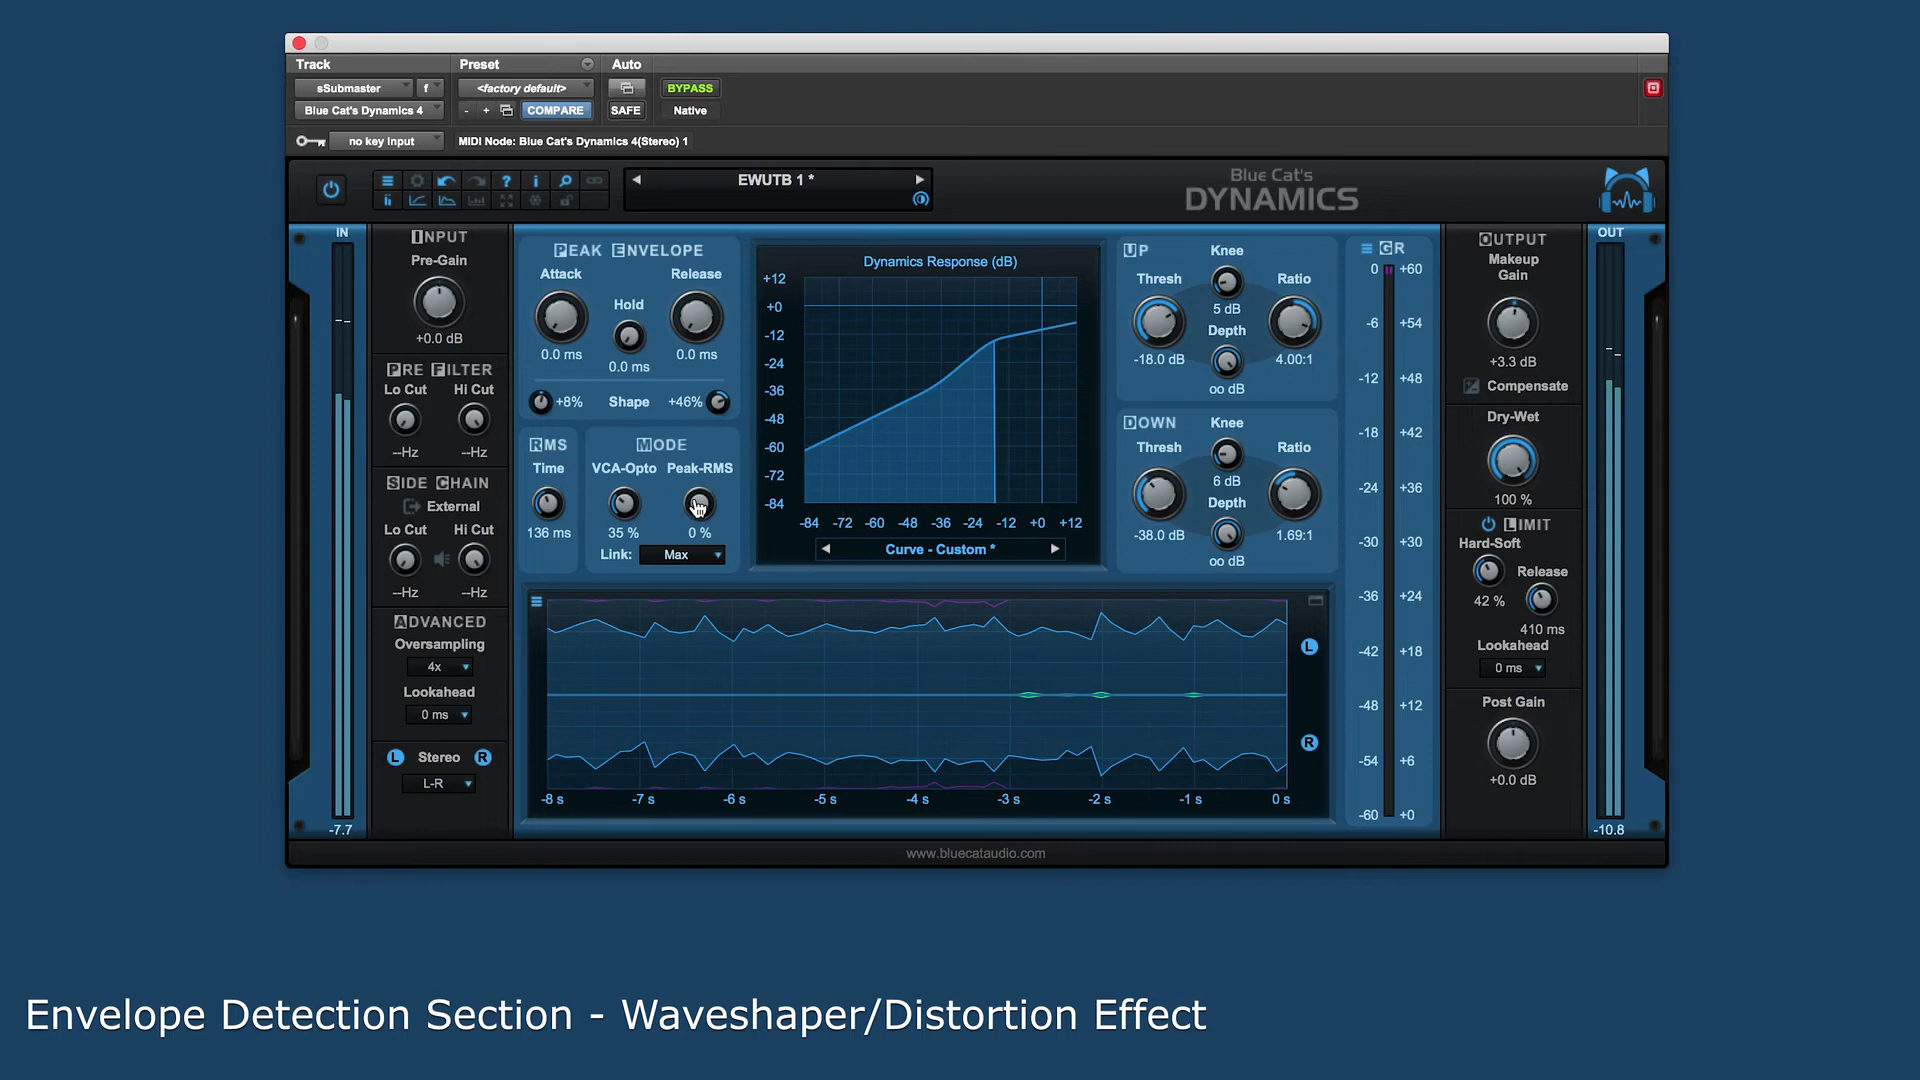 Track
Preset
Auto
sSubmaster
f
<factory default>
BYPASS
Blue Cat's Dynamics 4
- +
COMPARE
SAFE
Native
no key input
MIDI Node: Blue Cat's Dynamics 4(Stereo) 1
? i
EWUTB 1 *
Blue Cat's
DYNAMICS
IN
INPUT
Pre-Gain
+0.0 dB
PRE FILTER
Lo Cut Hi Cut
--Hz --Hz
SIDE CHAIN
External
Lo Cut Hi Cut
--Hz --Hz
ADVANCED
Oversampling
4x
Lookahead
0 ms
L Stereo R
L-R
-7.7
PEAK ENVELOPE
Attack
Release
Hold
0.0 ms
0.0 ms
0.0 ms
+8% Shape +46%
RMS
Time
136 ms
MODE
VCA-Opto Peak-RMS
35 % 0 %
Link: Max
Dynamics Response (dB)
+12
+0
-12
-24
-36
-48
-60
-72
-84
-84 -72 -60 -48 -36 -24 -12 +0 +12
Curve - Custom *
UP
Knee
Thresh
Ratio
5 dB
Depth
-18.0 dB
4.00:1
oo dB
DOWN
Knee
Thresh
Ratio
6 dB
Depth
-38.0 dB
1.69:1
oo dB
L
R
-8 s -7 s -6 s -5 s -4 s -3 s -2 s -1 s 0 s
GR
0 +60
-6 +54
-12 +48
-18 +42
-24 +36
-30 +30
-36 +24
-42 +18
-48 +12
-54 +6
-60 +0
OUTPUT
Makeup
Gain
+3.3 dB
Compensate
Dry-Wet
100 %
LIMIT
Hard-Soft
Release
42 %
410 ms
Lookahead
0 ms
Post Gain
+0.0 dB
OUT
-10.8
www.bluecataudio.com
Envelope Detection Section - Waveshaper/Distortion Effect